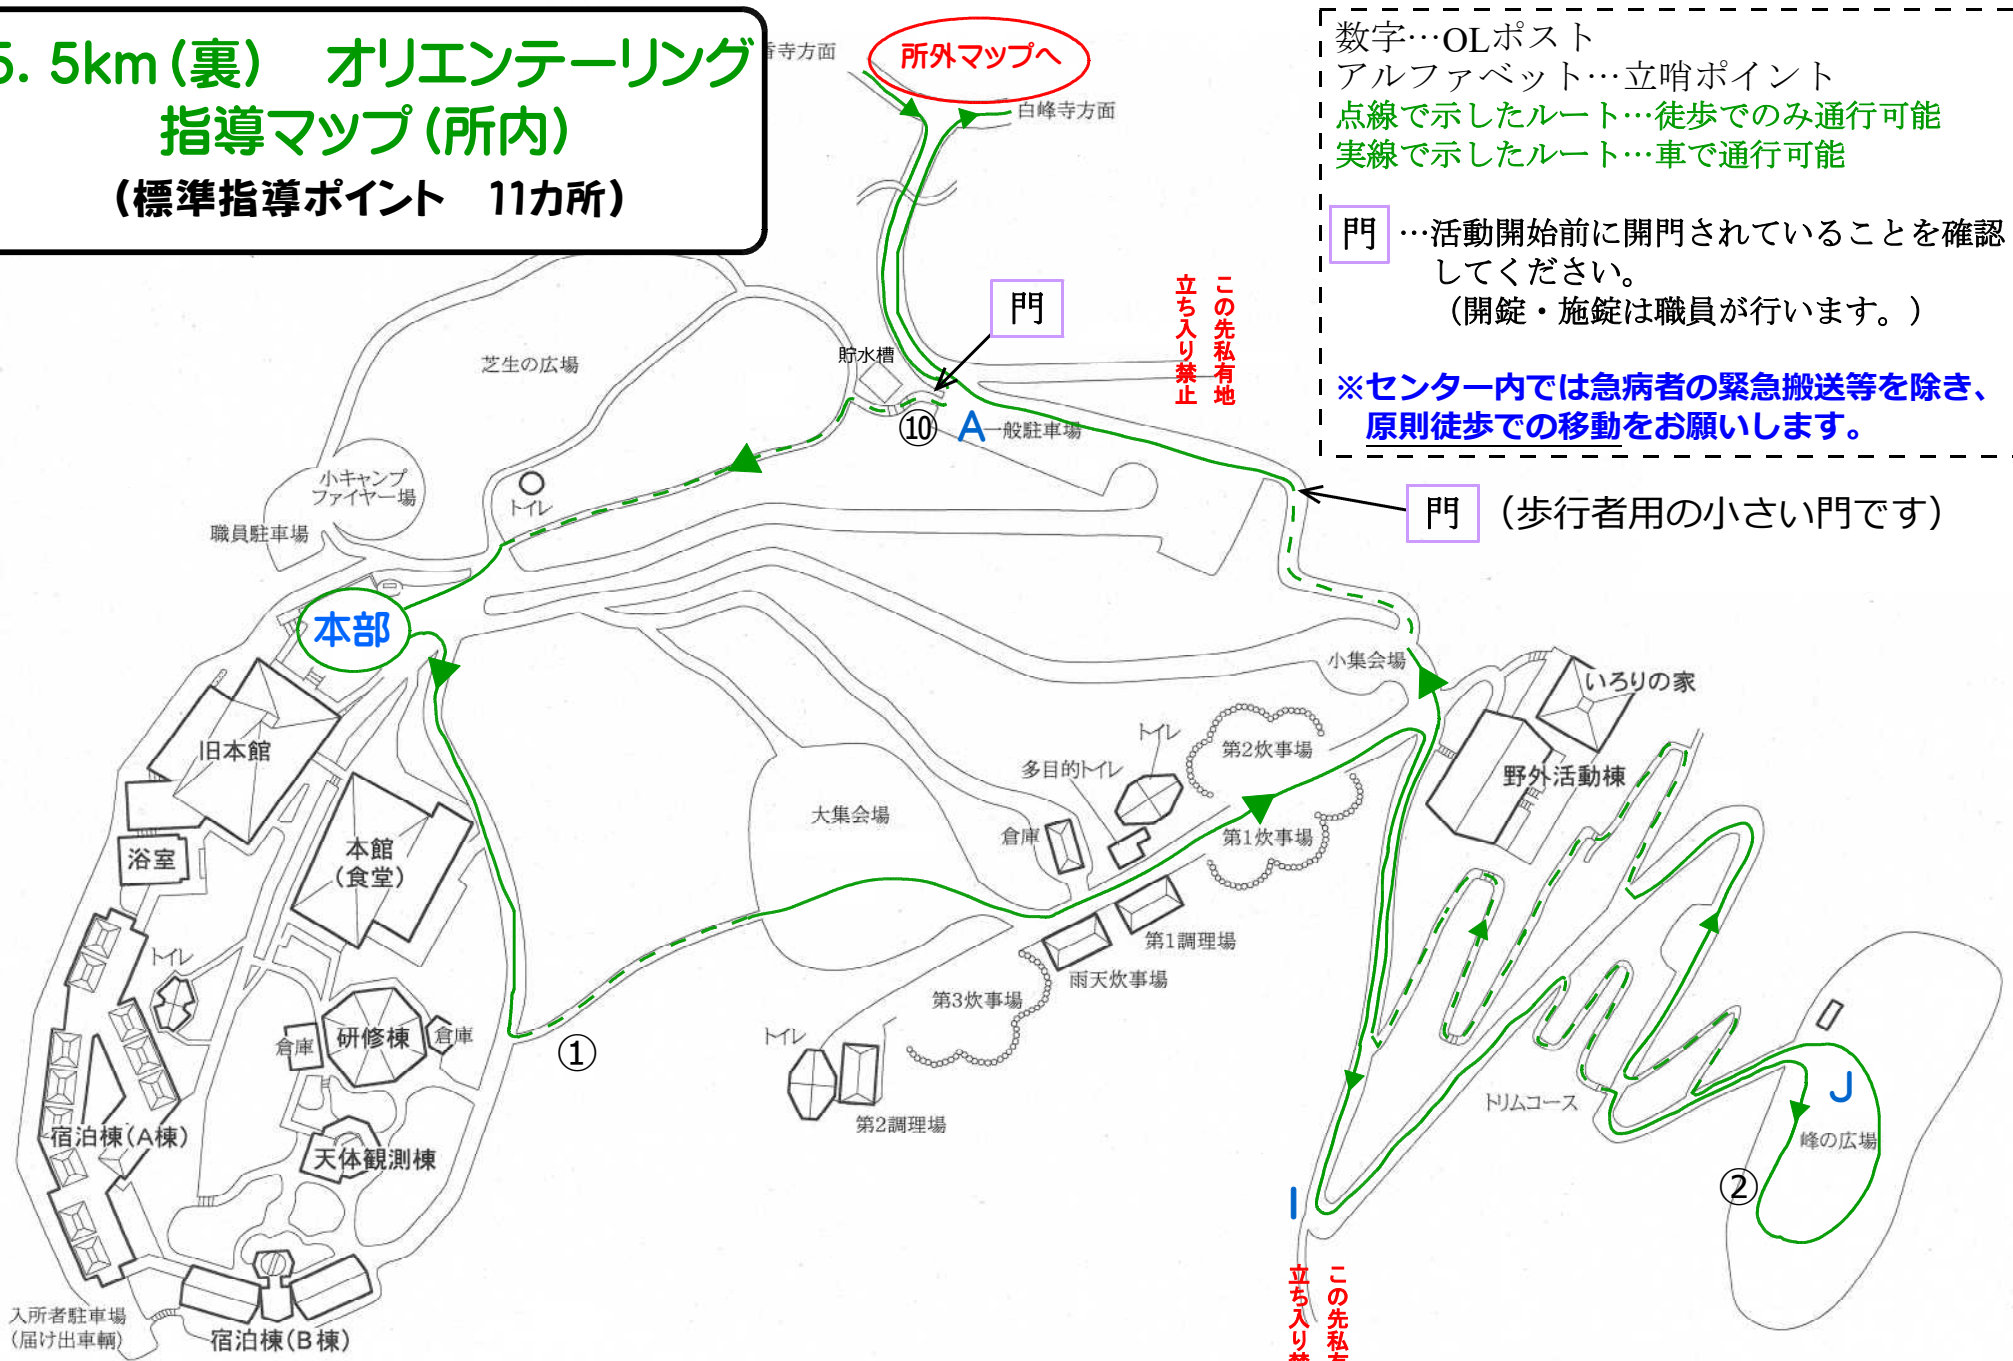 5. 5km(裏) オリエンテーリング
指導マップ(所内)
(標準指導ポイント 11カ所)
寺方面
所外マップへ
白峰寺方面
数字…OLポスト
アルファベット…立哨ポイント
点線で示したルート…徒歩でのみ通行可能
実線で示したルート…車で通行可能
門 …活動開始前に開門されていることを確認
してください。
(開錠・施錠は職員が行います。)
※センター内では急病者の緊急搬送等を除き、
原則徒歩での移動をお願いします。
門
この先私有地
立ち入り禁止
貯水槽
芝生の広場
⑩
A
一般駐車場
小キャンプ
ファイヤー場
トイレ
職員駐車場
門 (歩行者用の小さい門です)
本部
小集会場
いろりの家
旧本館
トイレ
第2炊事場
多目的トイレ
野外活動棟
大集会場
倉庫
第1炊事場
浴室
本館
(食堂)
第1調理場
トイレ
雨天炊事場
第3炊事場
研修棟
倉庫
倉庫
トイレ
①
第2調理場
トリムコース
J
宿泊棟(A棟)
天体観測棟
峰の広場
②
I
この先私有
立ち入り禁
入所者駐車場
(届け出車輌)
宿泊棟(B棟)